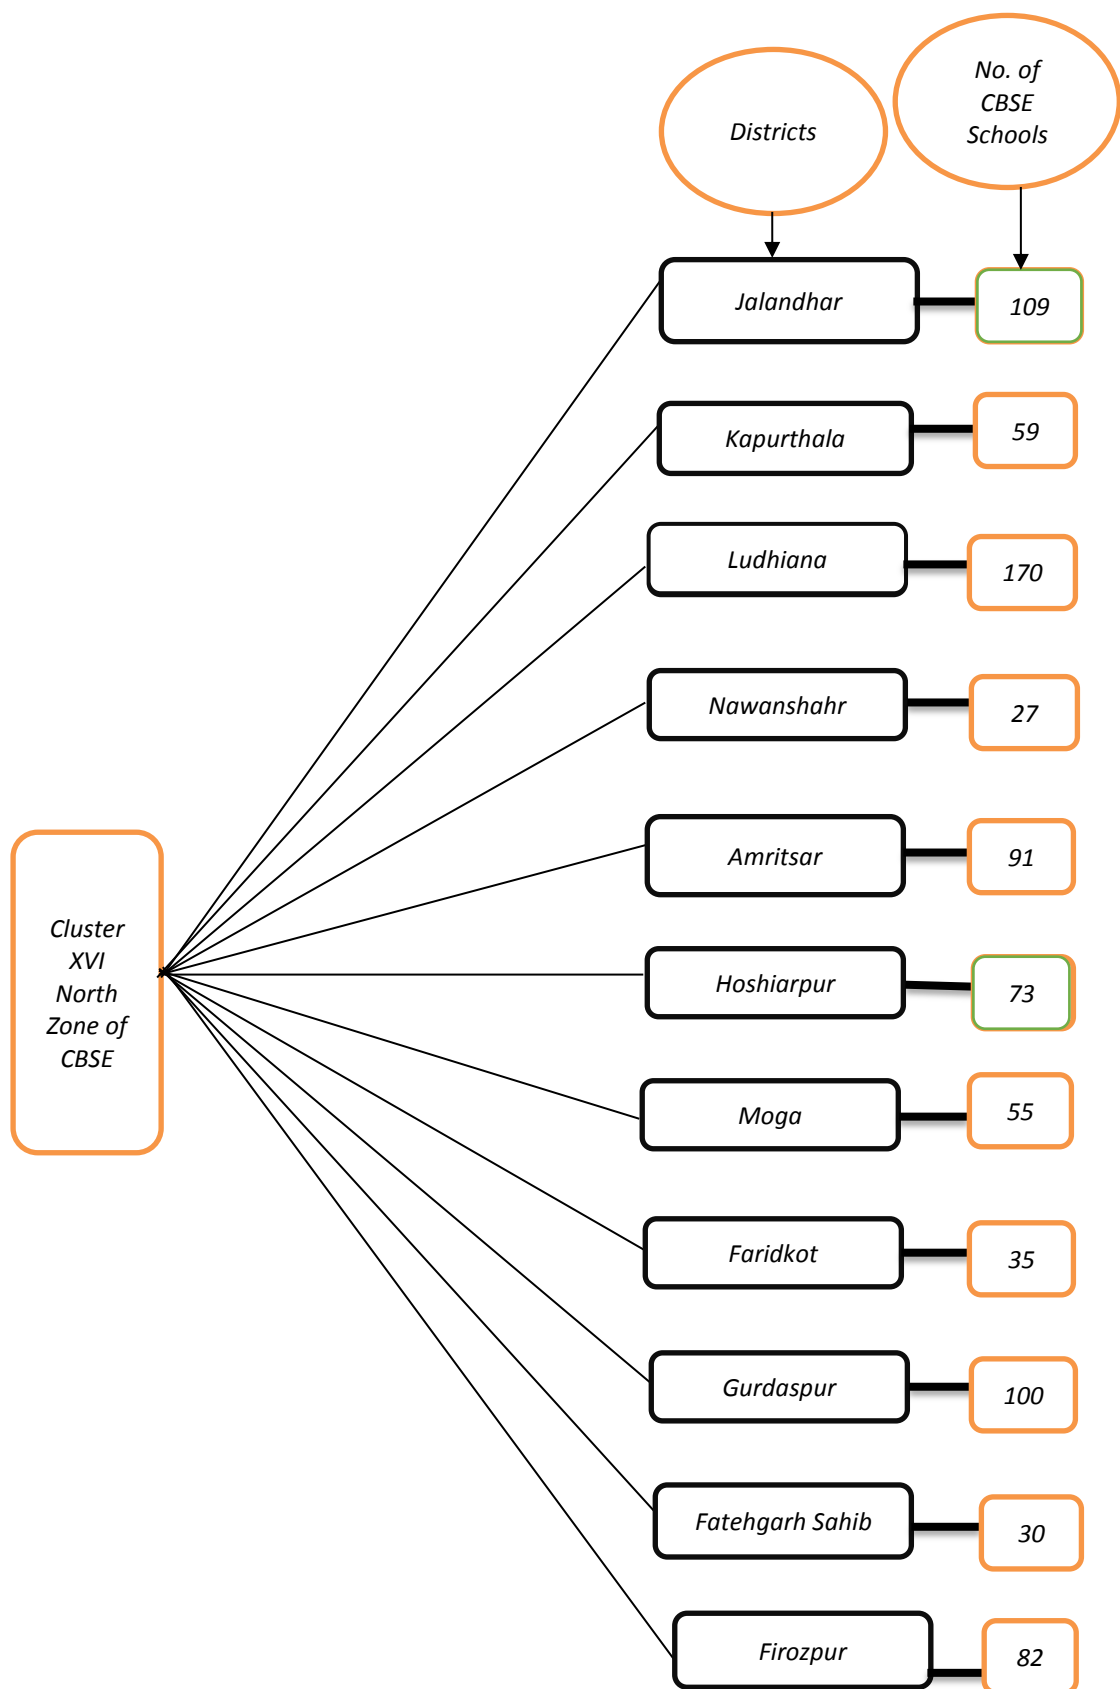 No. of
CBSE
Schools
Districts
Jalandhar
109
Kapurthala
59
Ludhiana
170
Nawanshahr
27
Amritsar
91
Cluster
XVI
North
Zone of
CBSE
Hoshiarpur
73
Moga
55
Faridkot
35
Gurdaspur
100
Fatehgarh Sahib
30
Firozpur
82